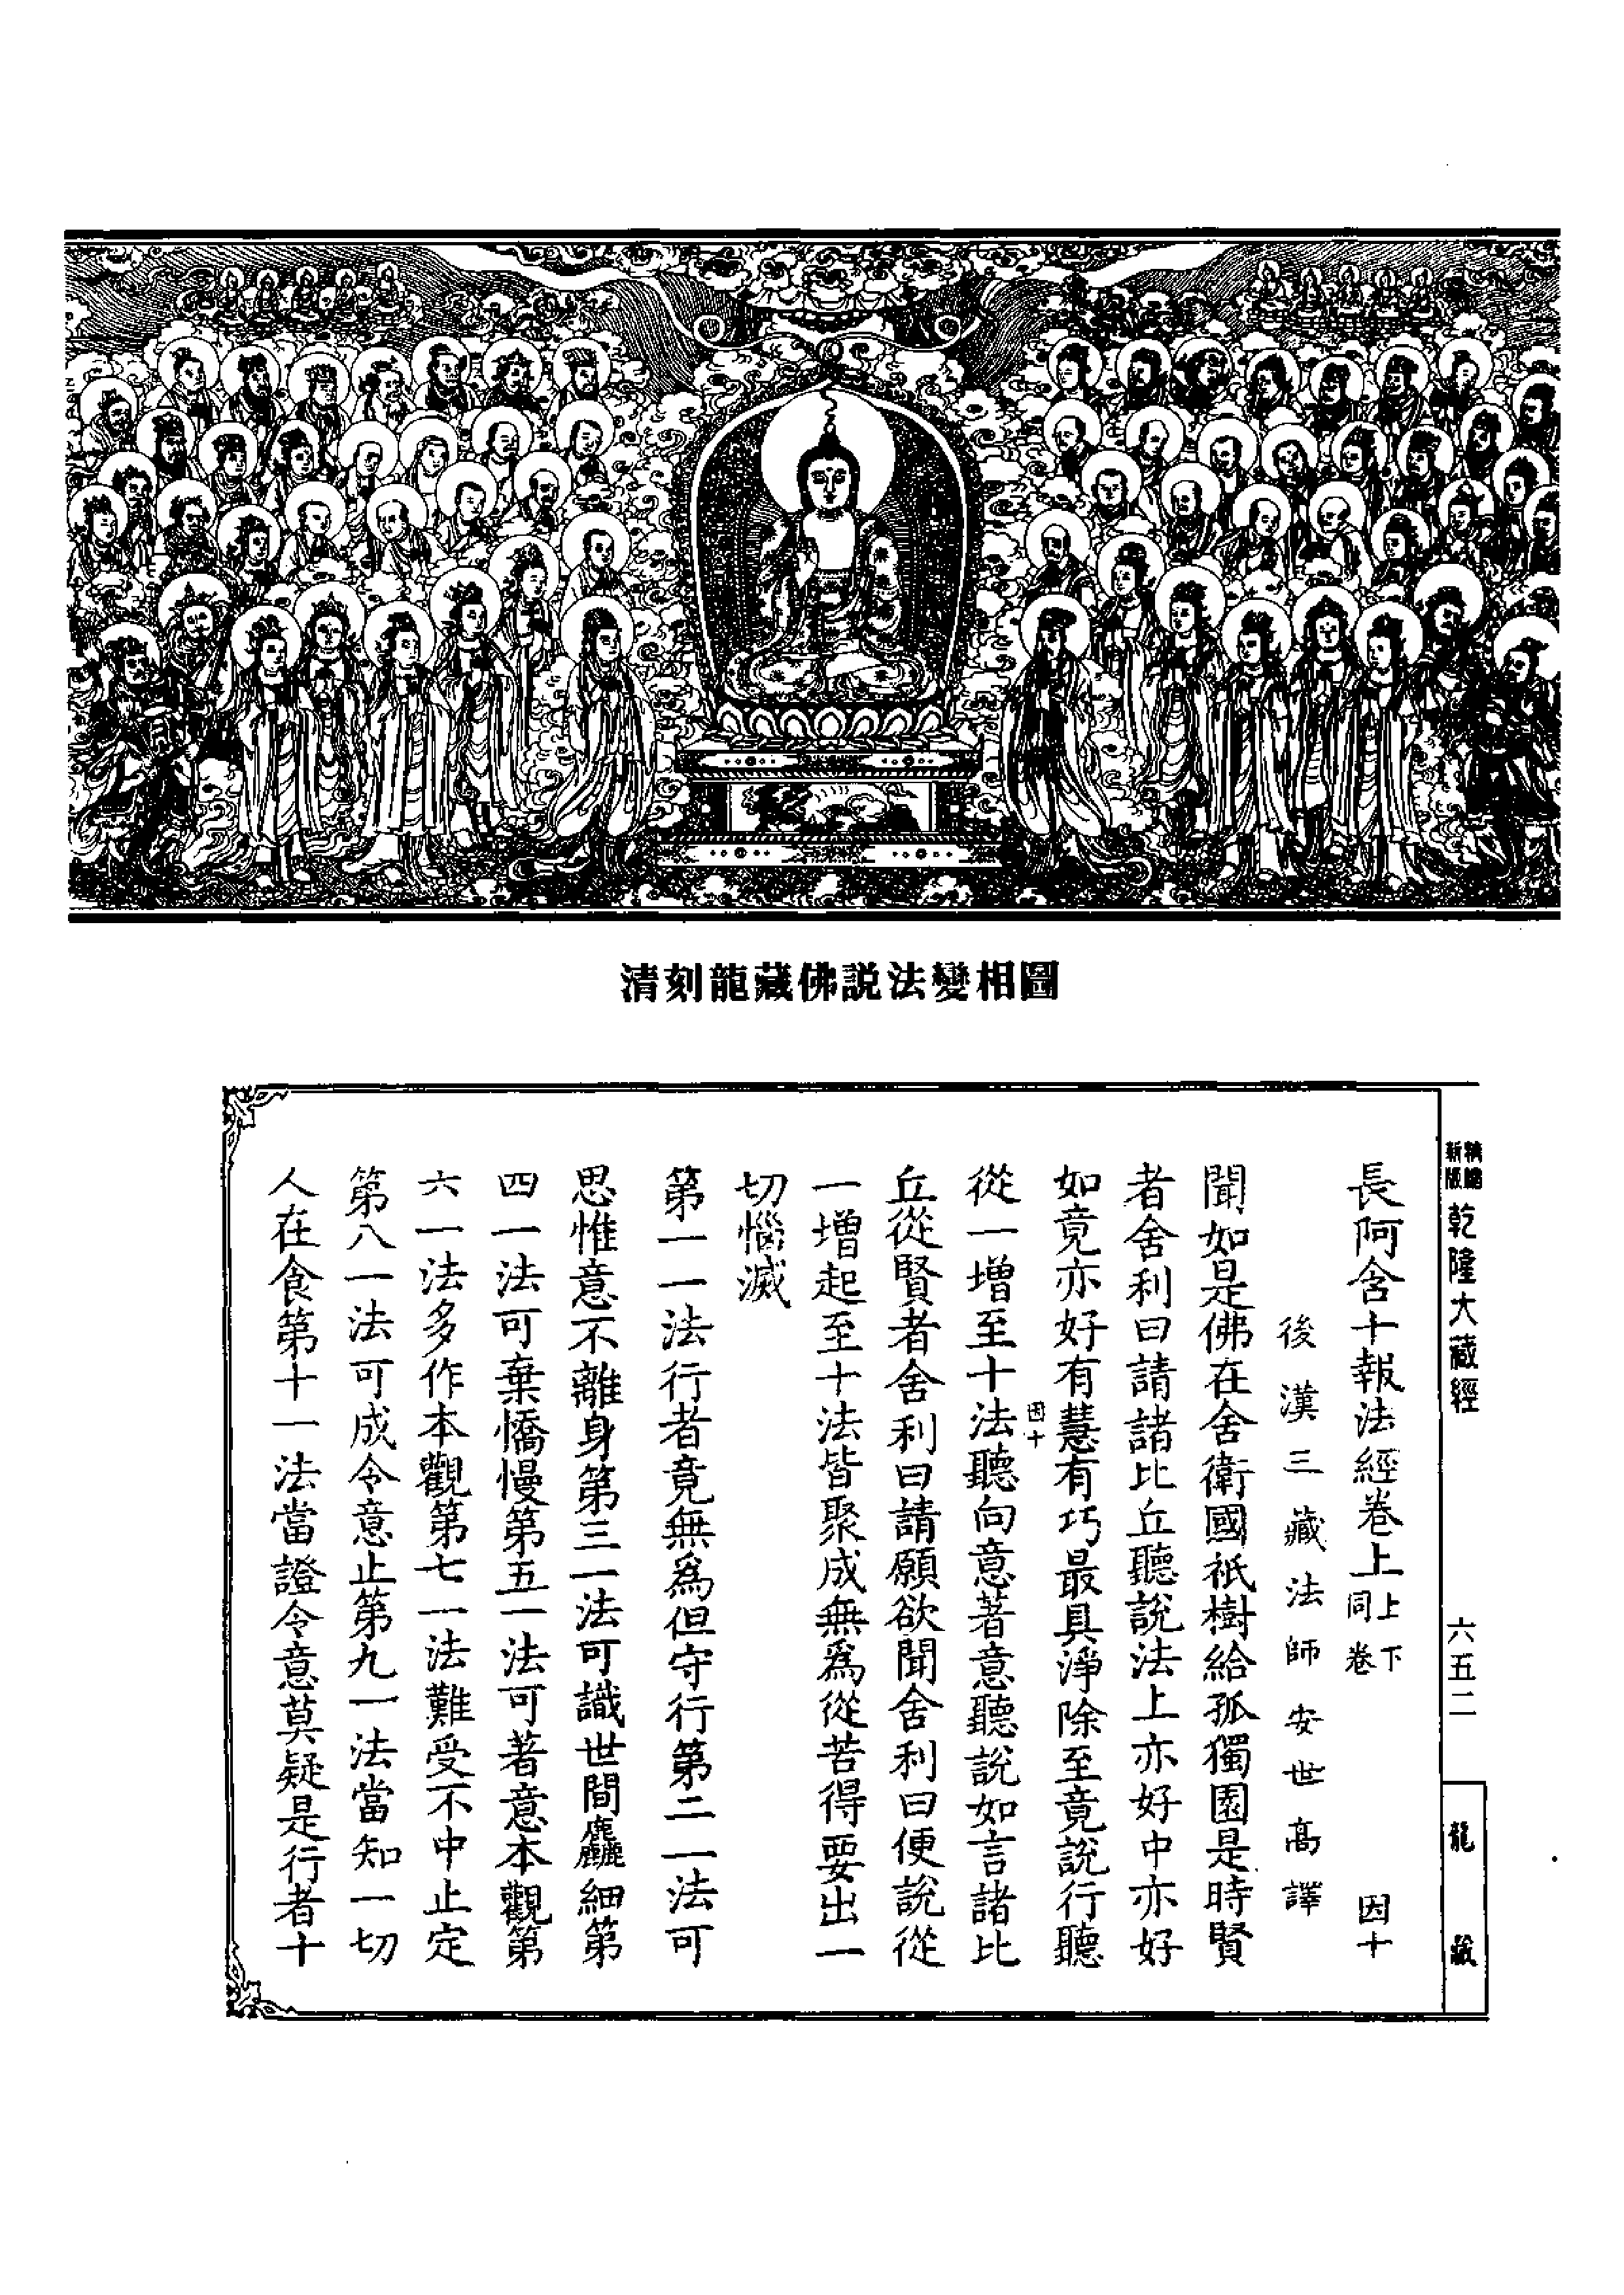 清刻龍藏佛説法變相圖
新版
精縮
乾隆大藏經
六五二
龍藏
長阿含十報法經卷上 上下同卷 因十
後漢三藏法師安世高譯
聞如是佛在舍衛國祇樹給孤獨園是時賢
者舍利曰請諸比丘聽說法上亦好中亦好
如竟亦好有慧有巧最具淨除至竟說行聽
因十
從一增至十法聽向意著意聽說如言諸比
丘從賢者舍利曰請願欲聞舍利曰便說從
一增起至十法皆聚成無為從苦得要出一
切惱滅
第一一法行者竟無為但守行第二一法可
思惟意不離身第三一法可識世間麤細第
四一法可棄憍慢第五一法可著意本觀第
六一法多作本觀第七一法難受不中止定
第八一法可成令意止第九一法當知一切
人在食第十一法當證令意莫疑是行者十